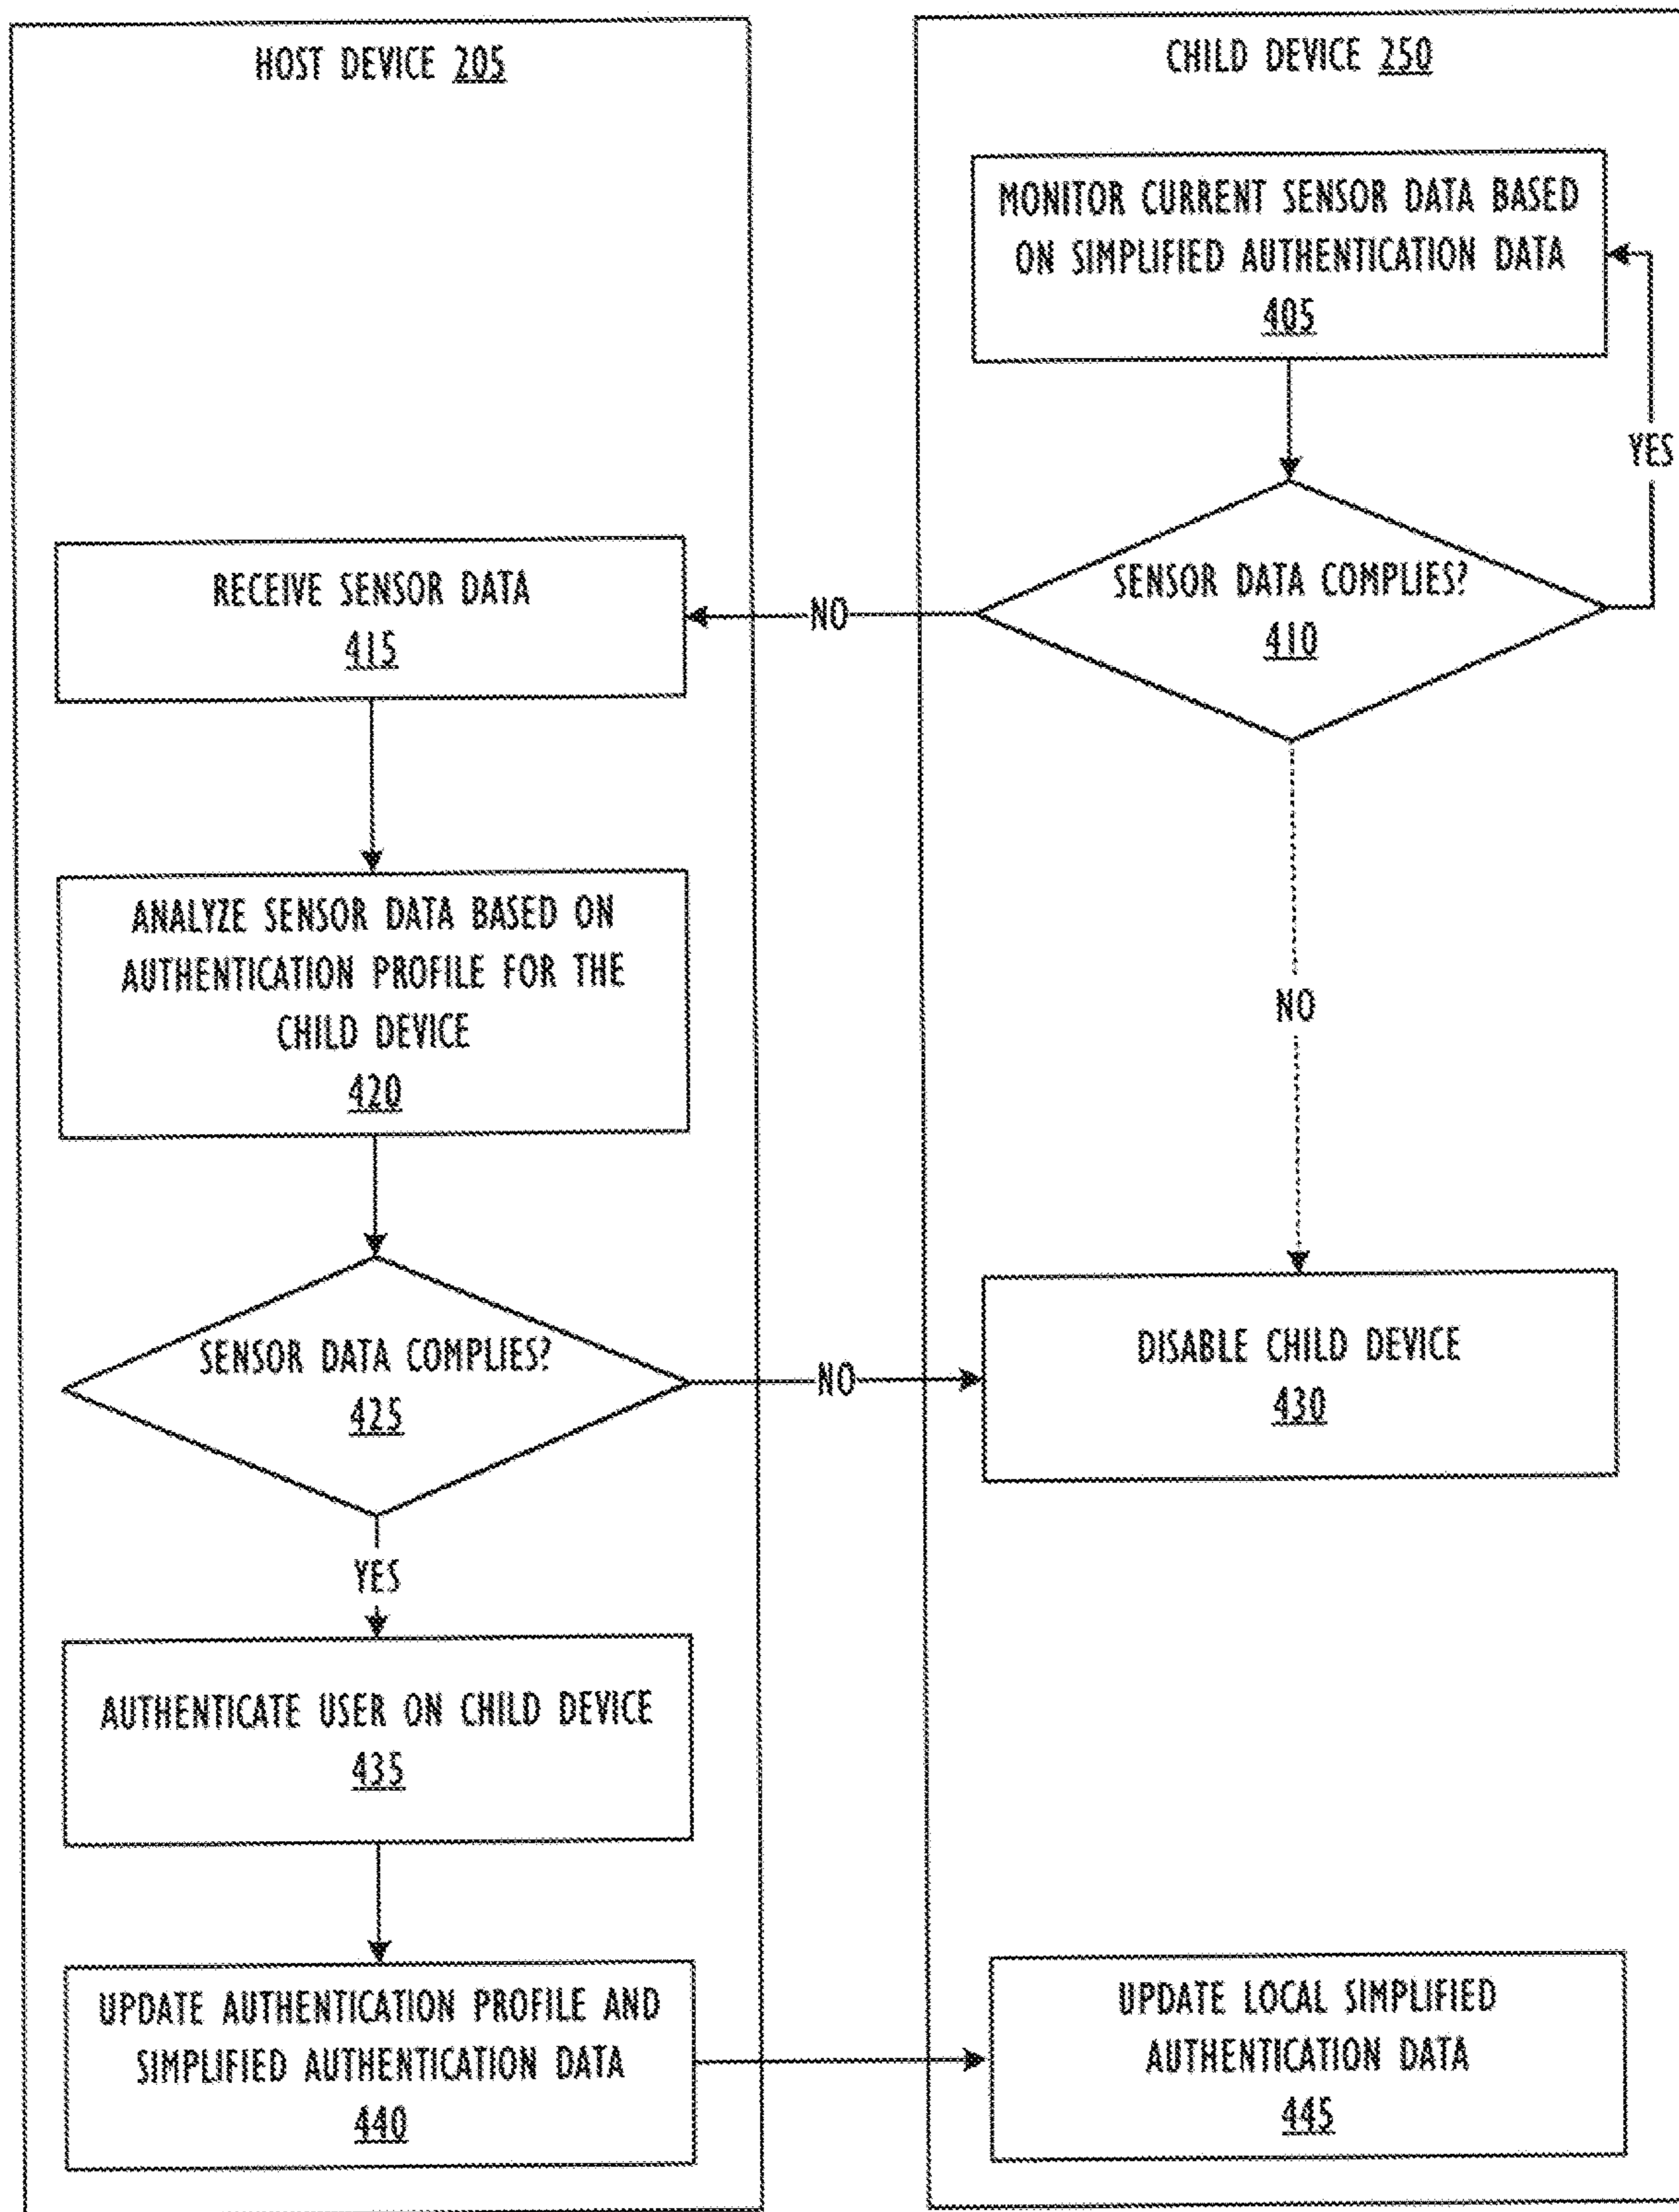 HOST DEVICE 205
CHILD DEVICE 250
MONITOR CURRENT SENSOR DATA BASED
ON SIMPLIFIED AUTHENTICATION DATA
405
YES
SENSOR DATA COMPLIES?
410
NO
RECEIVE SENSOR DATA
415
ANALYZE SENSOR DATA BASED ON
AUTHENTICATION PROFILE FOR THE
CHILD DEVICE
420
NO
SENSOR DATA COMPLIES?
425
NO
DISABLE CHILD DEVICE
430
YES
AUTHENTICATE USER ON CHILD DEVICE
435
UPDATE AUTHENTICATION PROFILE AND
SIMPLIFIED AUTHENTICATION DATA
440
UPDATE LOCAL SIMPLIFIED
AUTHENTICATION DATA
445